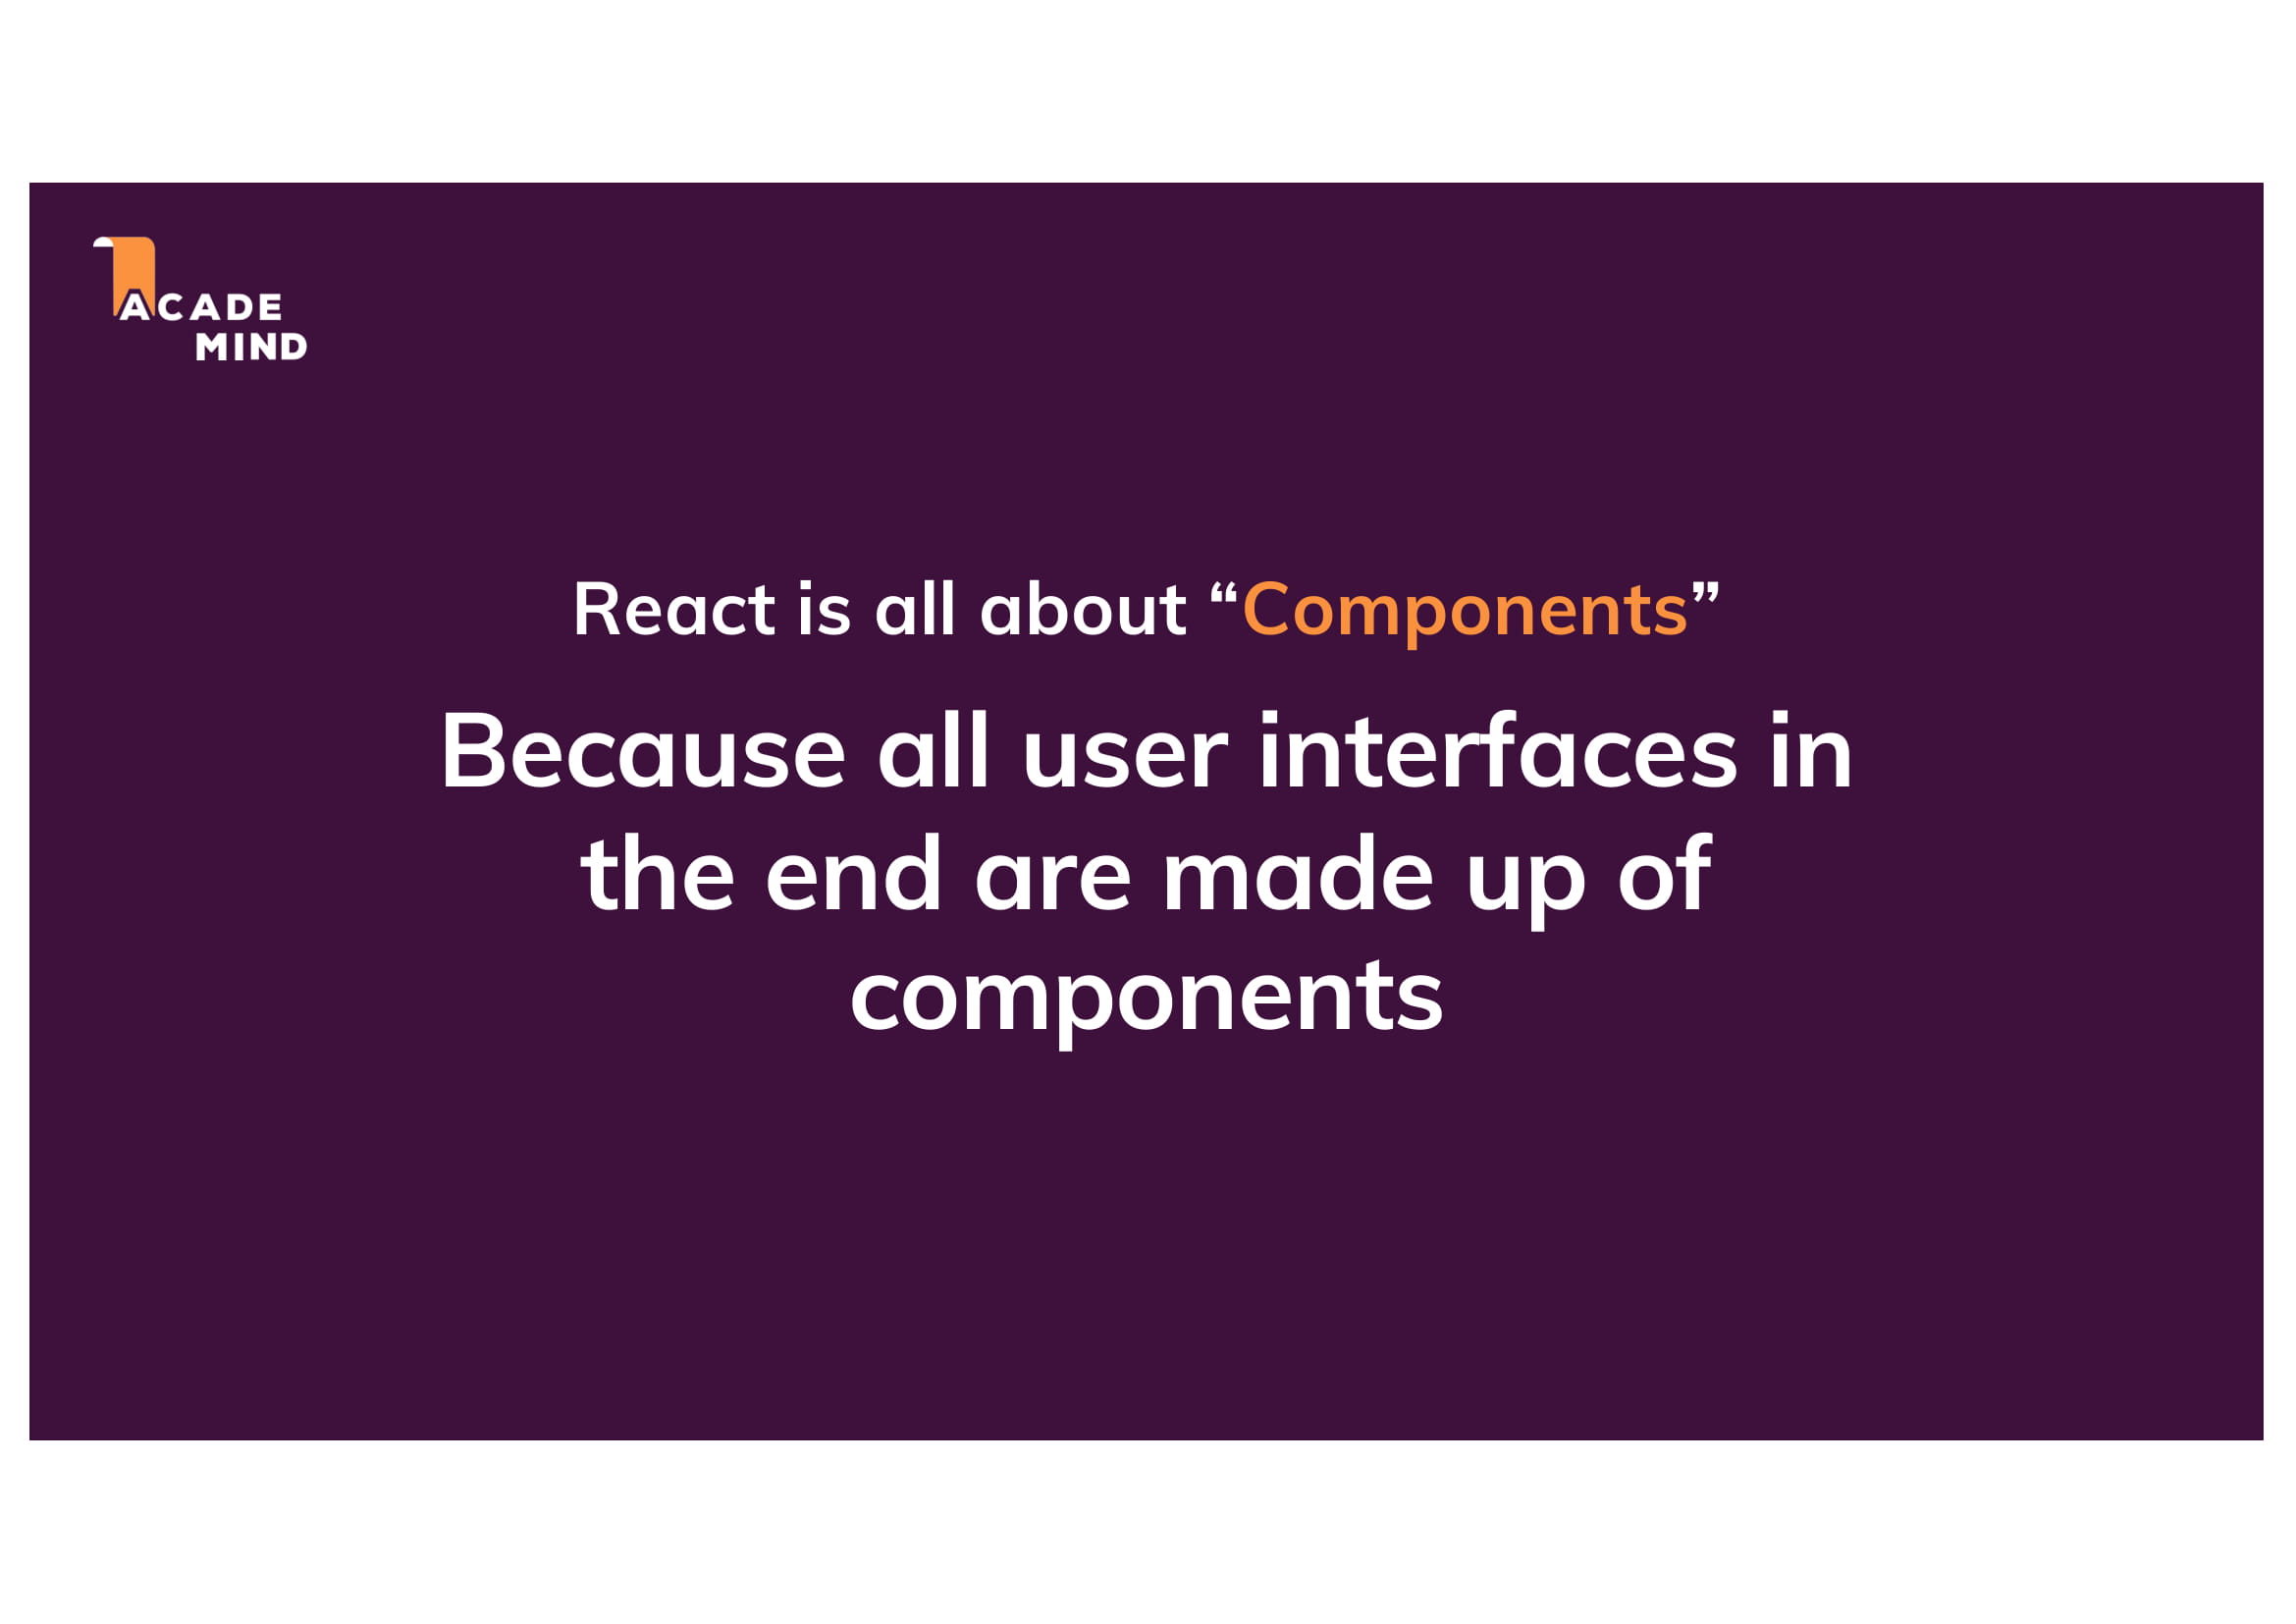 ACADE
MIND
React is all about “Components”
Because all user interfaces in
the end are made up of
components